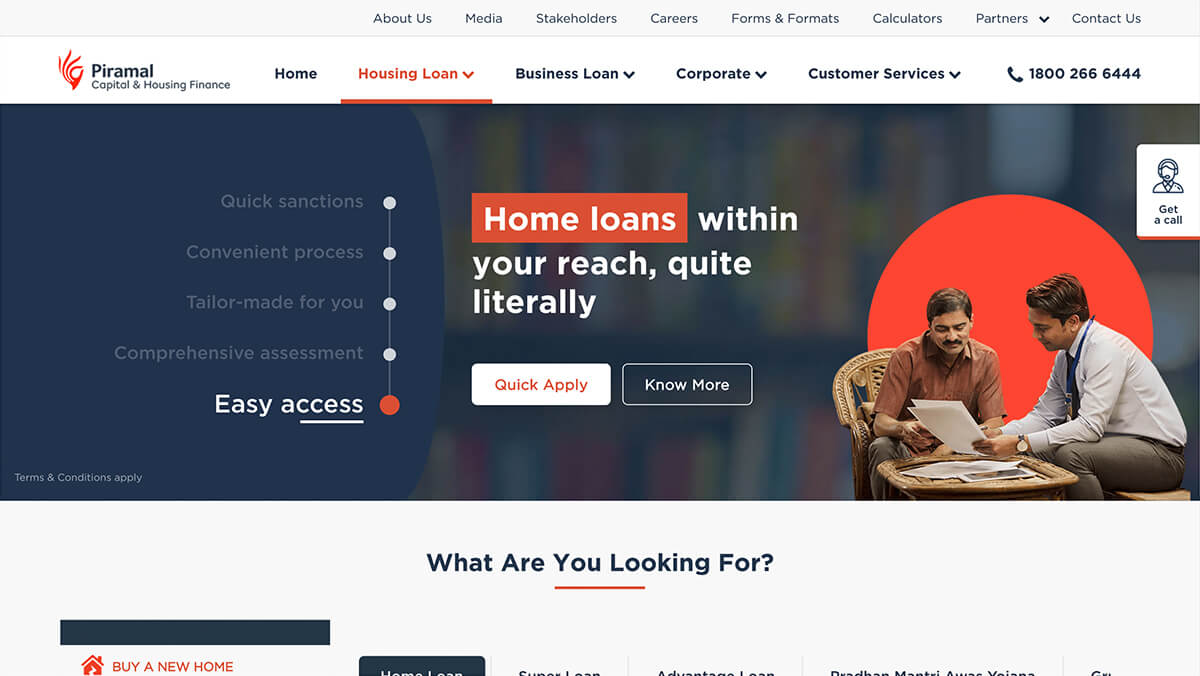 About Us Media Stakeholders Careers Forms & Formats Calculators Partners Contact Us
Piramal
Capital & Housing Finance
Home Housing Loan Business Loan Corporate Customer Services 1800 266 6444
Quick sanctions
Convenient process
Tailor-made for you
Comprehensive assessment
Easy access
Terms & Conditions apply
Home loans within
your reach, quite
literally
Quick Apply Know More
Get
a call
What Are You Looking For?
BUY A NEW HOME
Home Loan Super Loan Advantage Loan Pradhan Mantri Awas Yojana